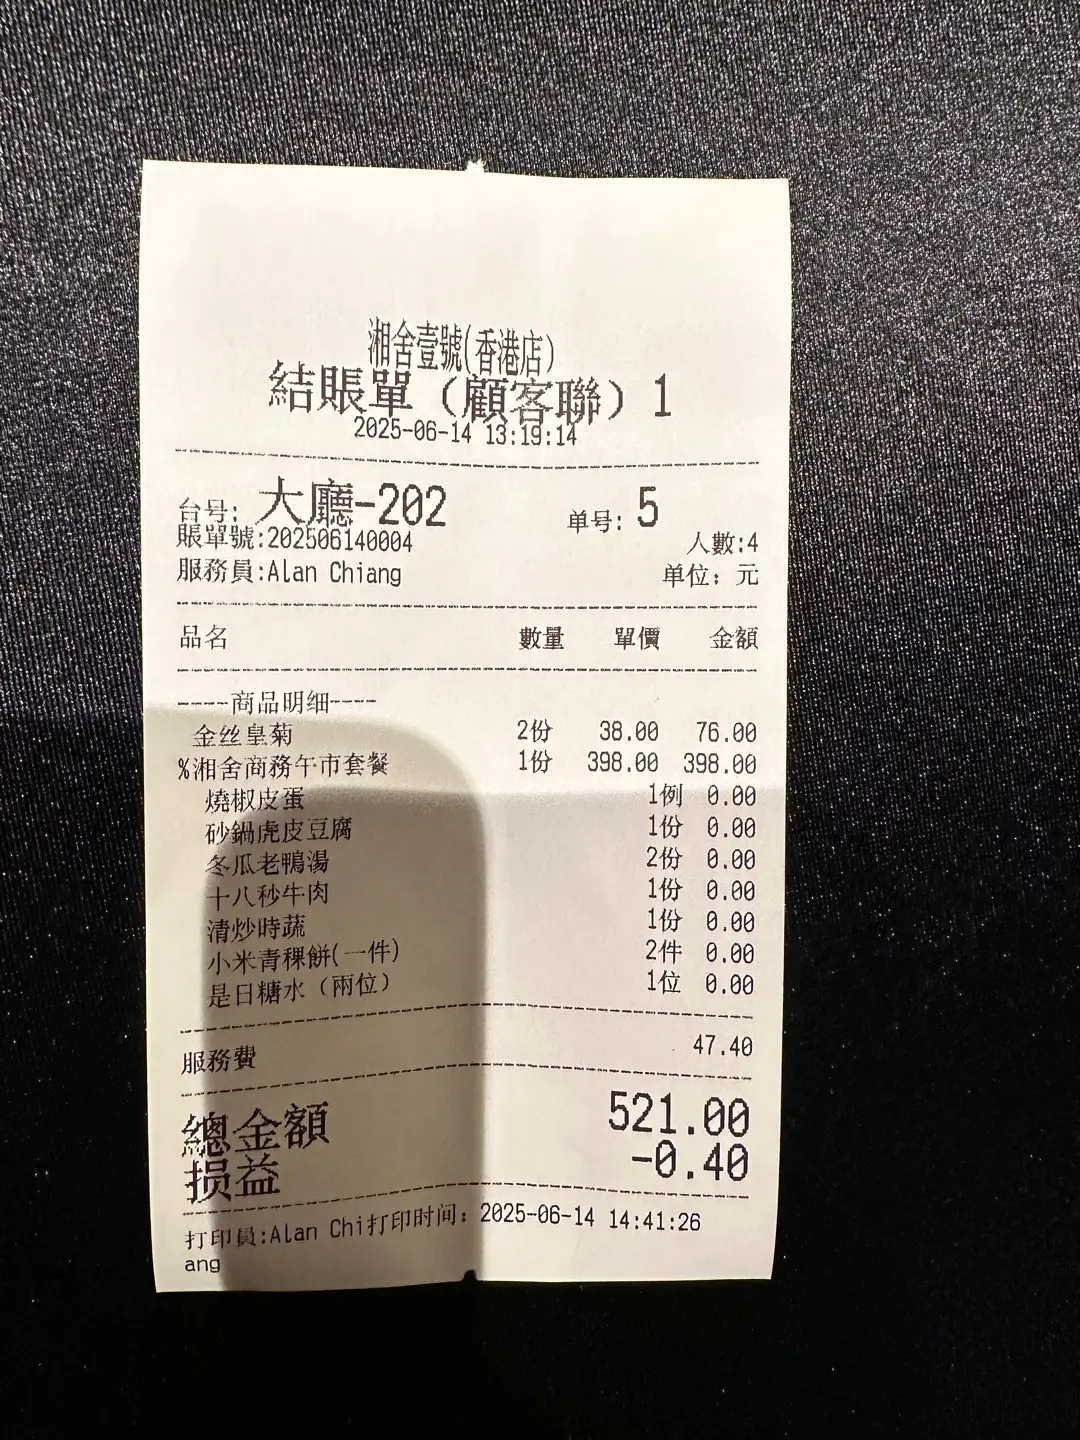 湘舍壹號(香港店)
結賬單（顧客聯）1
2025-06-14 13:19:14
台号: 大廳-202 单号: 5
賬單號:202506140004 人數:4
服務員:Alan Chiang 单位：元
品名 數量 單價 金額
----商品明细----
金丝皇菊 2份 38.00 76.00
%湘舍商務午市套餐 1份 398.00 398.00
燒椒皮蛋 1例 0.00
砂鍋虎皮豆腐 1份 0.00
冬瓜老鴨湯 2份 0.00
十八秒牛肉 1份 0.00
清炒時蔬 1份 0.00
小米青稞餅(一件) 2件 0.00
是日糖水（兩位） 1位 0.00
服務費 47.40
總金額 521.00
损益 -0.40
打印員:Alan Chi打印时间：2025-06-14 14:41:26
ang